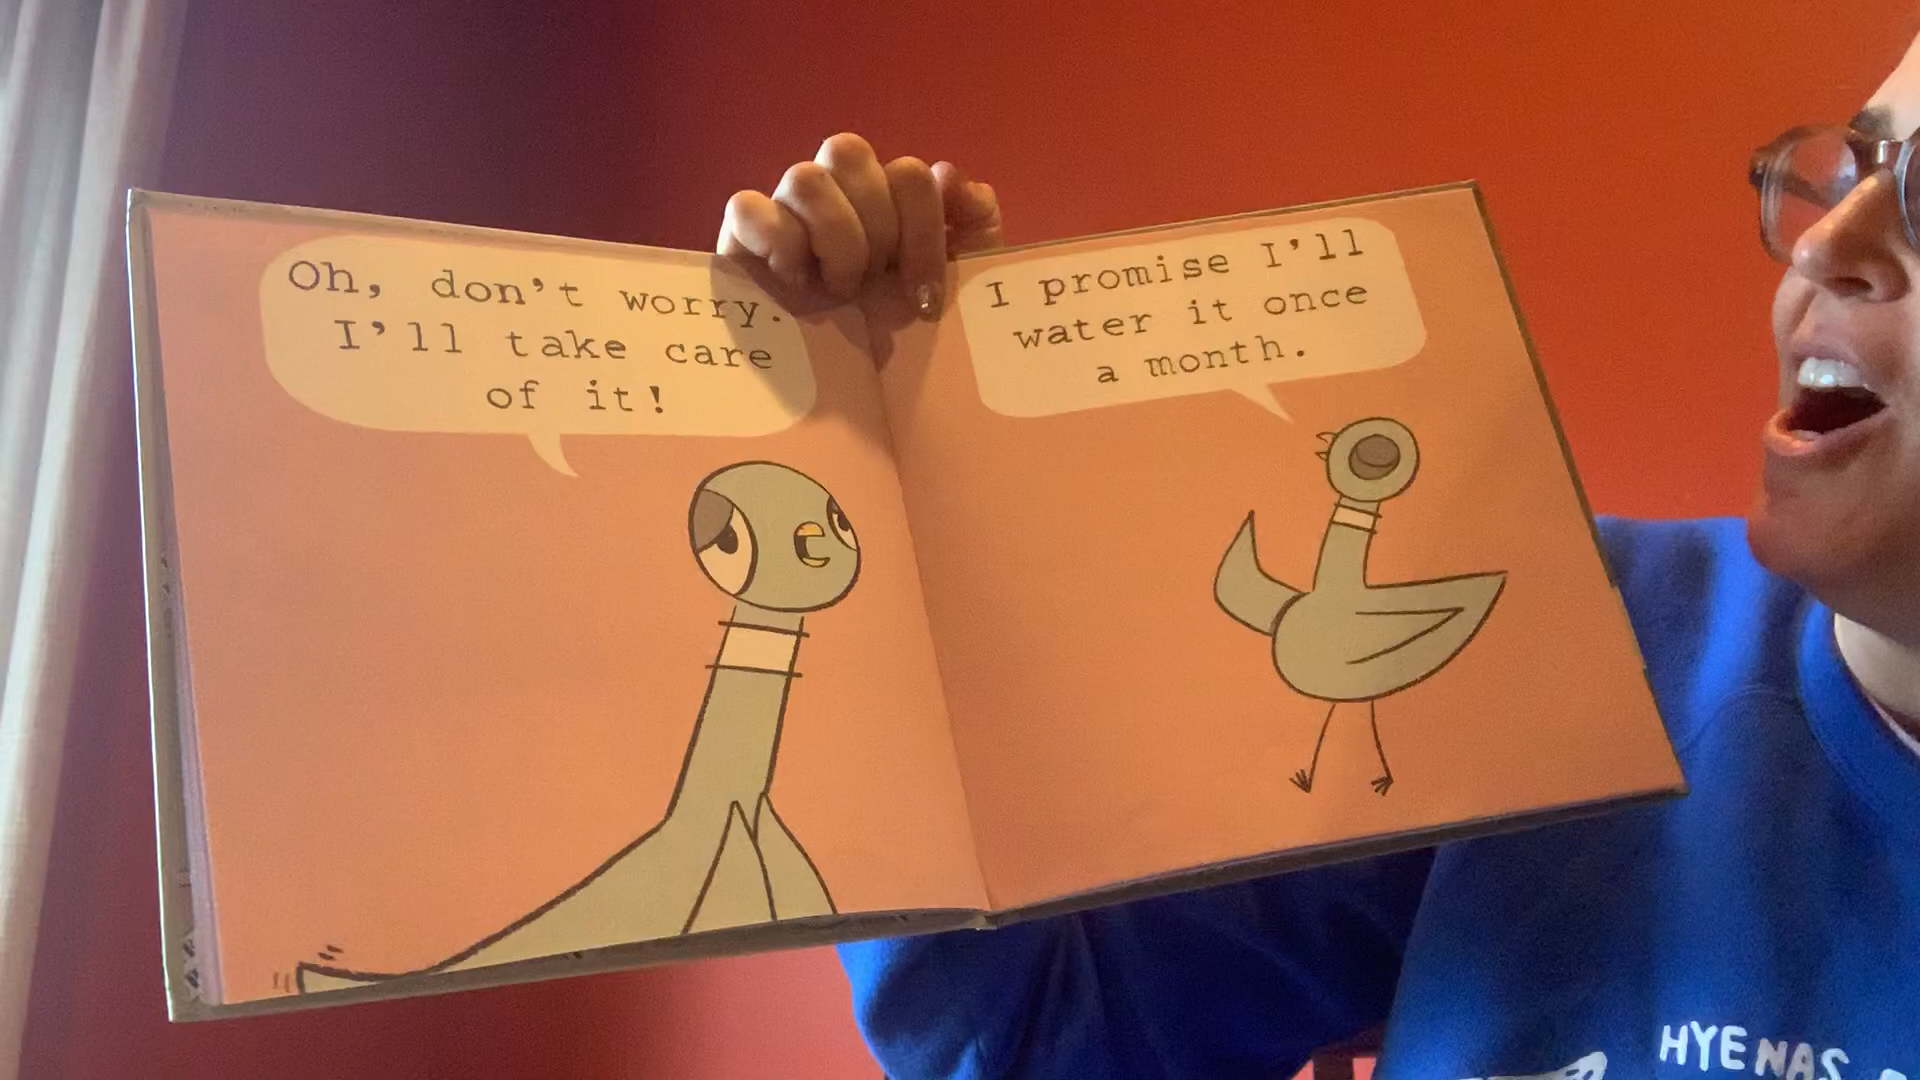 Oh, don't worry.
I'll take care
of it!
I promise I'll
water it once
a month.
HYENAS